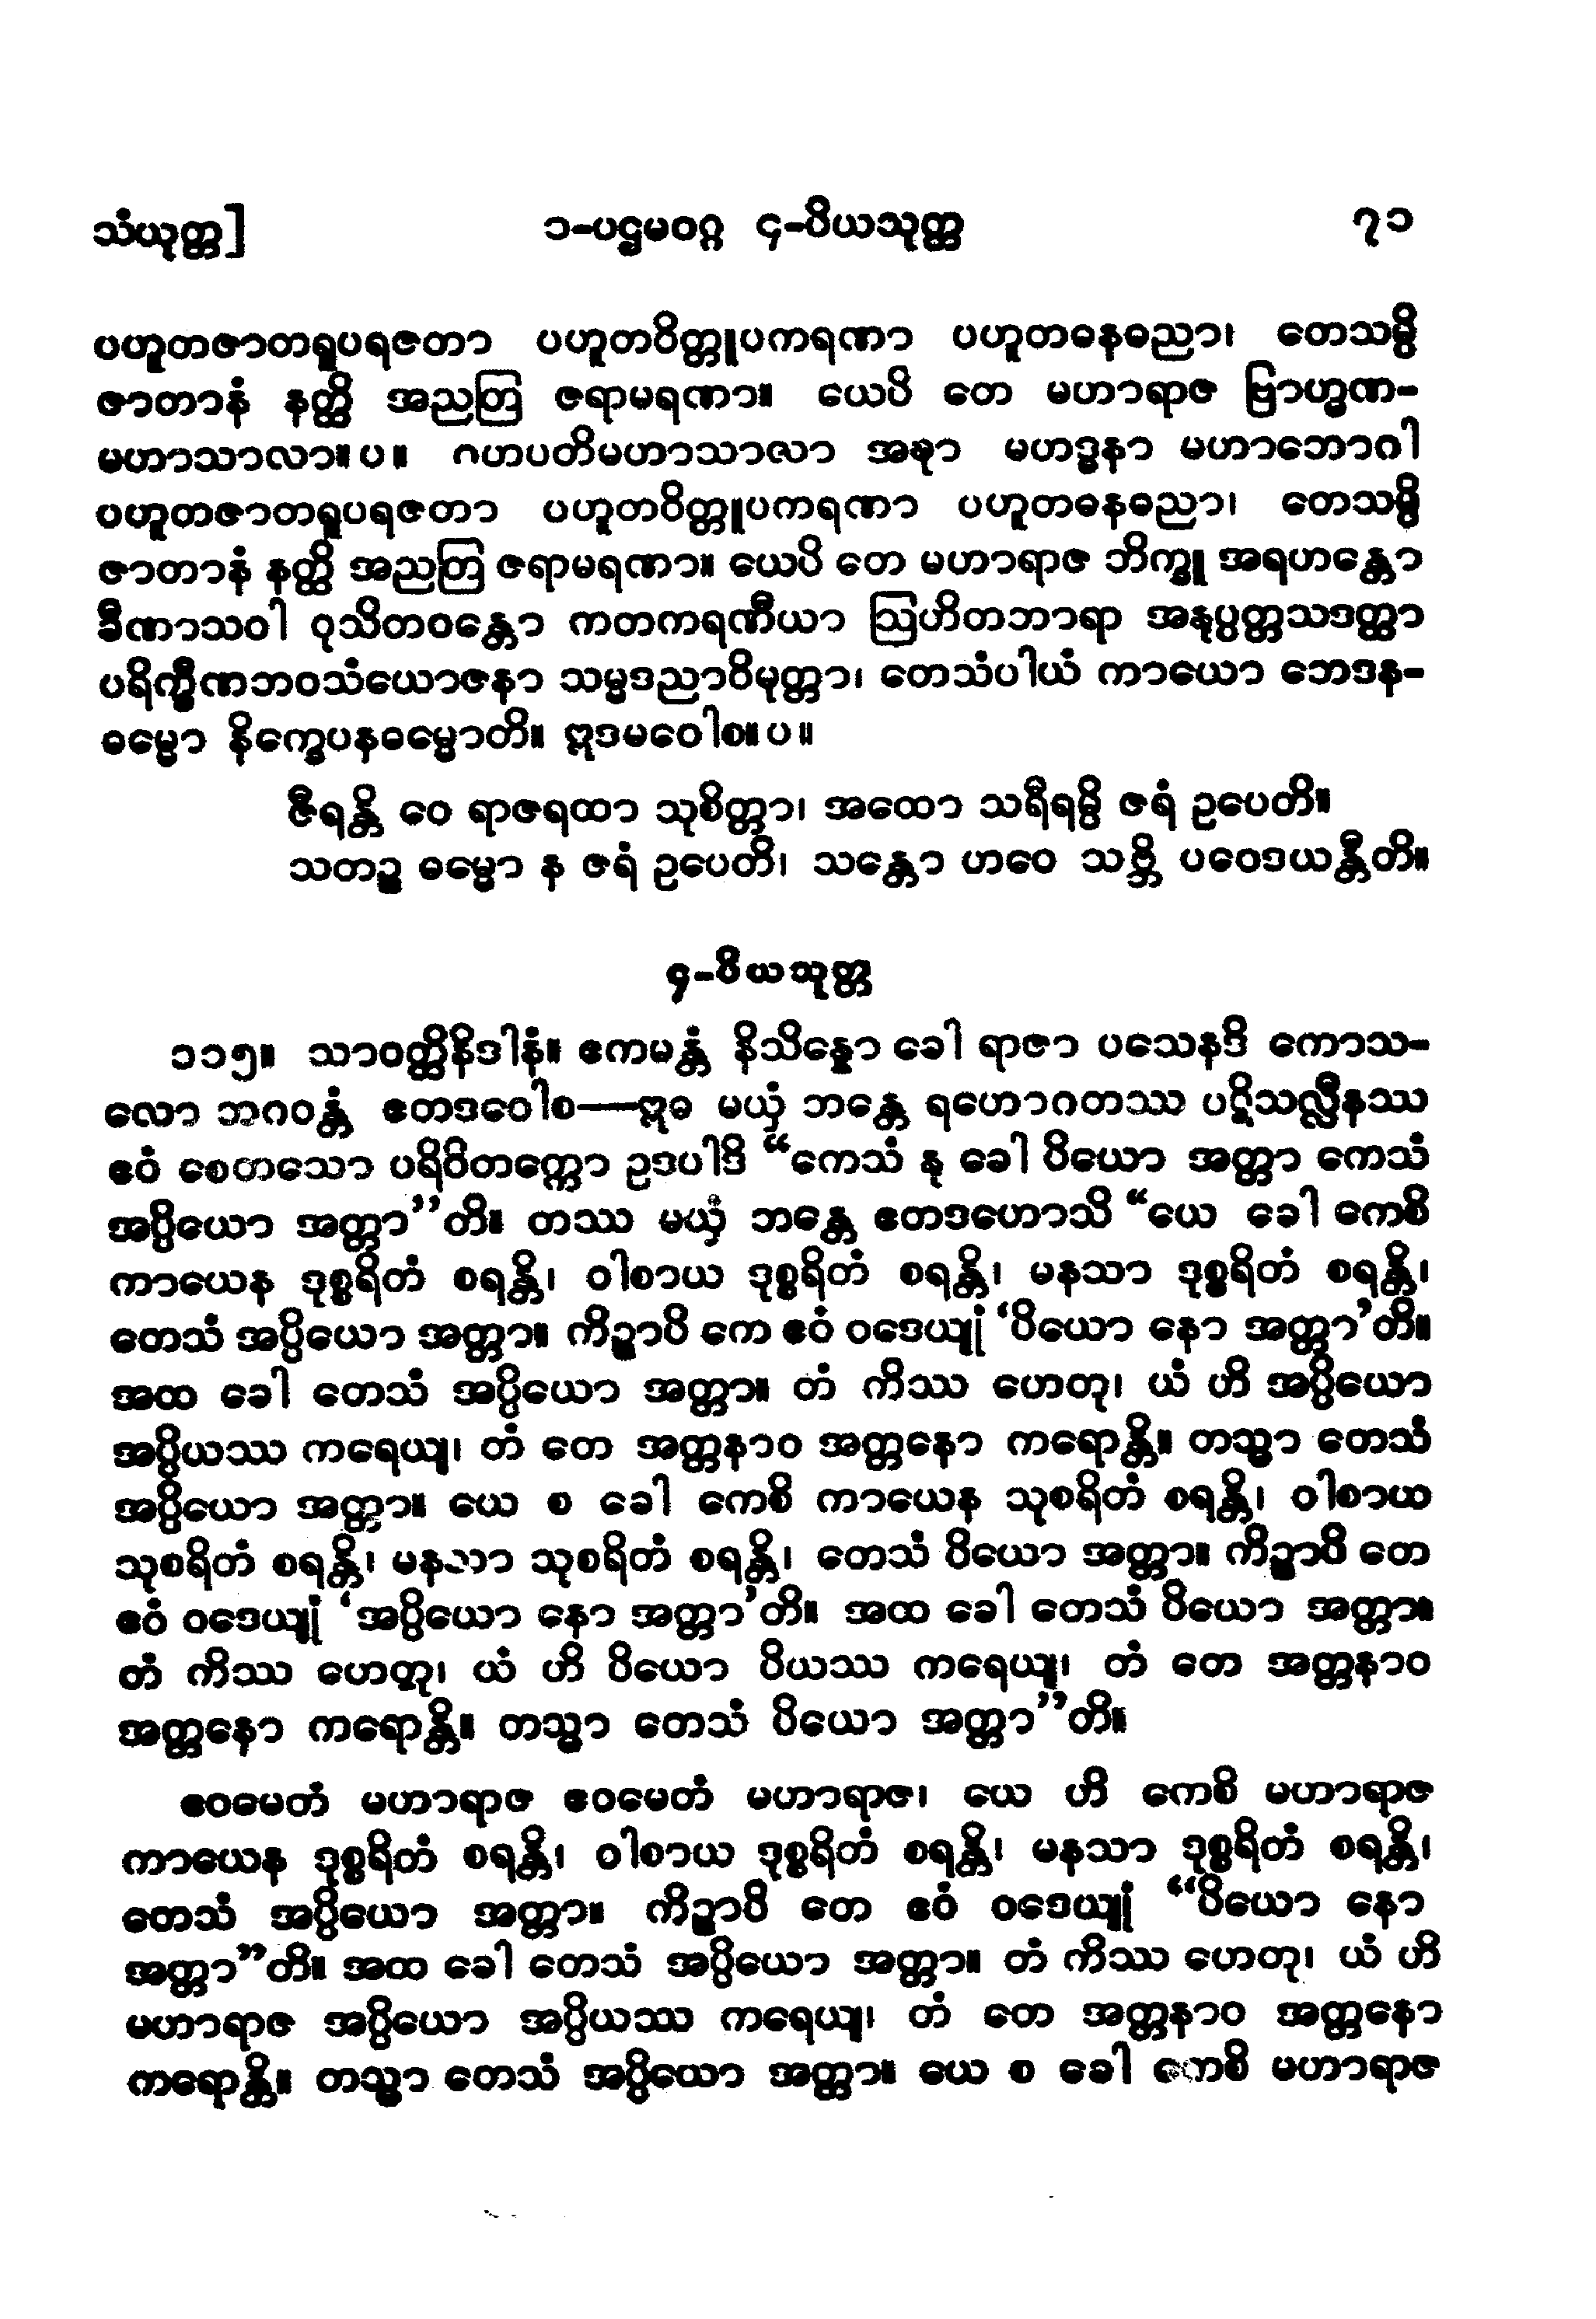 သံယုတ္တ] ၁-ပဌမဝဂ္ဂ ၄-ပိယသုတ္တ ၇၁
ပဟူတဇာတရူပရဇတာ ပဟူတဝိတ္တူပကရဏာ ပဟူတဓနဓညာ၊ တေသမ္ပိ
ဇာတာနံ နတ္ထိ အညတြ ဇရာမရဏာ။ ယေပိ တေ မဟာရာဇ ဗြာဟ္မဏ-
မဟာသာလာ။ ပ ။ ဂဟပတိမဟာသာလာ အဍ္ဎာ မဟဒ္ဓနာ မဟာဘောဂါ
ပဟူတဇာတရူပရဇတာ ပဟူတဝိတ္တူပကရဏာ ပဟူတဓနဓညာ၊ တေသမ္ပိ
ဇာတာနံ နတ္ထိ အညတြ ဇရာမရဏာ။ ယေပိ တေ မဟာရာဇ ဘိက္ခူ အရဟန္တော
ခီဏာသဝါ ဝုသိတဝန္တော ကတကရဏီယာ ဩဟိတဘာရာ အနုပ္ပတ္တသဒတ္ထာ
ပရိက္ခီဏဘဝသံယောဇနာ သမ္မဒညာဝိမုတ္တာ၊ တေသံပါယံ ကာယော ဘေဒန-
ဓမ္မော နိက္ခေပနဓမ္မောတိ။ ဣဒမဝေါစ။ ပ ။
ဇီရန္တိ ဝေ ရာဇရထာ သုစိတ္တာ၊ အထော သရီရမ္ပိ ဇရံ ဥပေတိ။
သတဉ္စ ဓမ္မော န ဇရံ ဥပေတိ၊ သန္တော ဟဝေ သဗ္ဘိ ပဝေဒယန္တီတိ။
၄-ပိယသုတ္တ
၁၁၅။ သာဝတ္ထိနိဒါနံ။ ဧကမန္တံ နိသိန္နော ခေါ ရာဇာ ပသေနဒိ ကောသ-
လော ဘဂဝန္တံ ဧတဒဝေါစ—ဣဓ မယှံ ဘန္တေ ရဟောဂတဿ ပဋိသလ္လီနဿ
ဧဝံ စေတသော ပရိဝိတက္ကော ဥဒပါဒိ “ကေသံ နု ခေါ ပိယော အတ္တာ ကေသံ
အပ္ပိယော အတ္တာ”တိ။ တဿ မယှံ ဘန္တေ ဧတဒဟောသိ “ယေ ခေါ ကေစိ
ကာယေန ဒုစ္စရိတံ စရန္တိ၊ ဝါစာယ ဒုစ္စရိတံ စရန္တိ၊ မနသာ ဒုစ္စရိတံ စရန္တိ၊
တေသံ အပ္ပိယော အတ္တာ။ ကိဉ္စာပိ ကေ ဧဝံ ဝဒေယျုံ ‘ပိယော နော အတ္တာ’တိ။
အထ ခေါ တေသံ အပ္ပိယော အတ္တာ။ တံ ကိဿ ဟေတု၊ ယံ ဟိ အပ္ပိယော
အပ္ပိယဿ ကရေယျ၊ တံ တေ အတ္တနာဝ အတ္တနော ကရောန္တိ။ တသ္မာ တေသံ
အပ္ပိယော အတ္တာ။ ယေ စ ခေါ ကေစိ ကာယေန သုစရိတံ စရန္တိ၊ ဝါစာယ
သုစရိတံ စရန္တိ၊ မနသာ သုစရိတံ စရန္တိ၊ တေသံ ပိယော အတ္တာ။ ကိဉ္စာပိ တေ
ဧဝံ ဝဒေယျုံ ‘အပ္ပိယော နော အတ္တာ’တိ။ အထ ခေါ တေသံ ပိယော အတ္တာ။
တံ ကိဿ ဟေတု၊ ယံ ဟိ ပိယော ပိယဿ ကရေယျ၊ တံ တေ အတ္တနာဝ
အတ္တနော ကရောန္တိ။ တသ္မာ တေသံ ပိယော အတ္တာ”တိ။
ဧဝမေတံ မဟာရာဇ ဧဝမေတံ မဟာရာဇ၊ ယေ ဟိ ကေစိ မဟာရာဇ
ကာယေန ဒုစ္စရိတံ စရန္တိ၊ ဝါစာယ ဒုစ္စရိတံ စရန္တိ၊ မနသာ ဒုစ္စရိတံ စရန္တိ၊
တေသံ အပ္ပိယော အတ္တာ။ ကိဉ္စာပိ တေ ဧဝံ ဝဒေယျုံ “ပိယော နော
အတ္တာ”တိ။ အထ ခေါ တေသံ အပ္ပိယော အတ္တာ။ တံ ကိဿ ဟေတု၊ ယံ ဟိ
မဟာရာဇ အပ္ပိယော အပ္ပိယဿ ကရေယျ၊ တံ တေ အတ္တနာဝ အတ္တနော
ကရောန္တိ။ တသ္မာ တေသံ အပ္ပိယော အတ္တာ။ ယေ စ ခေါ ကေစိ မဟာရာဇ